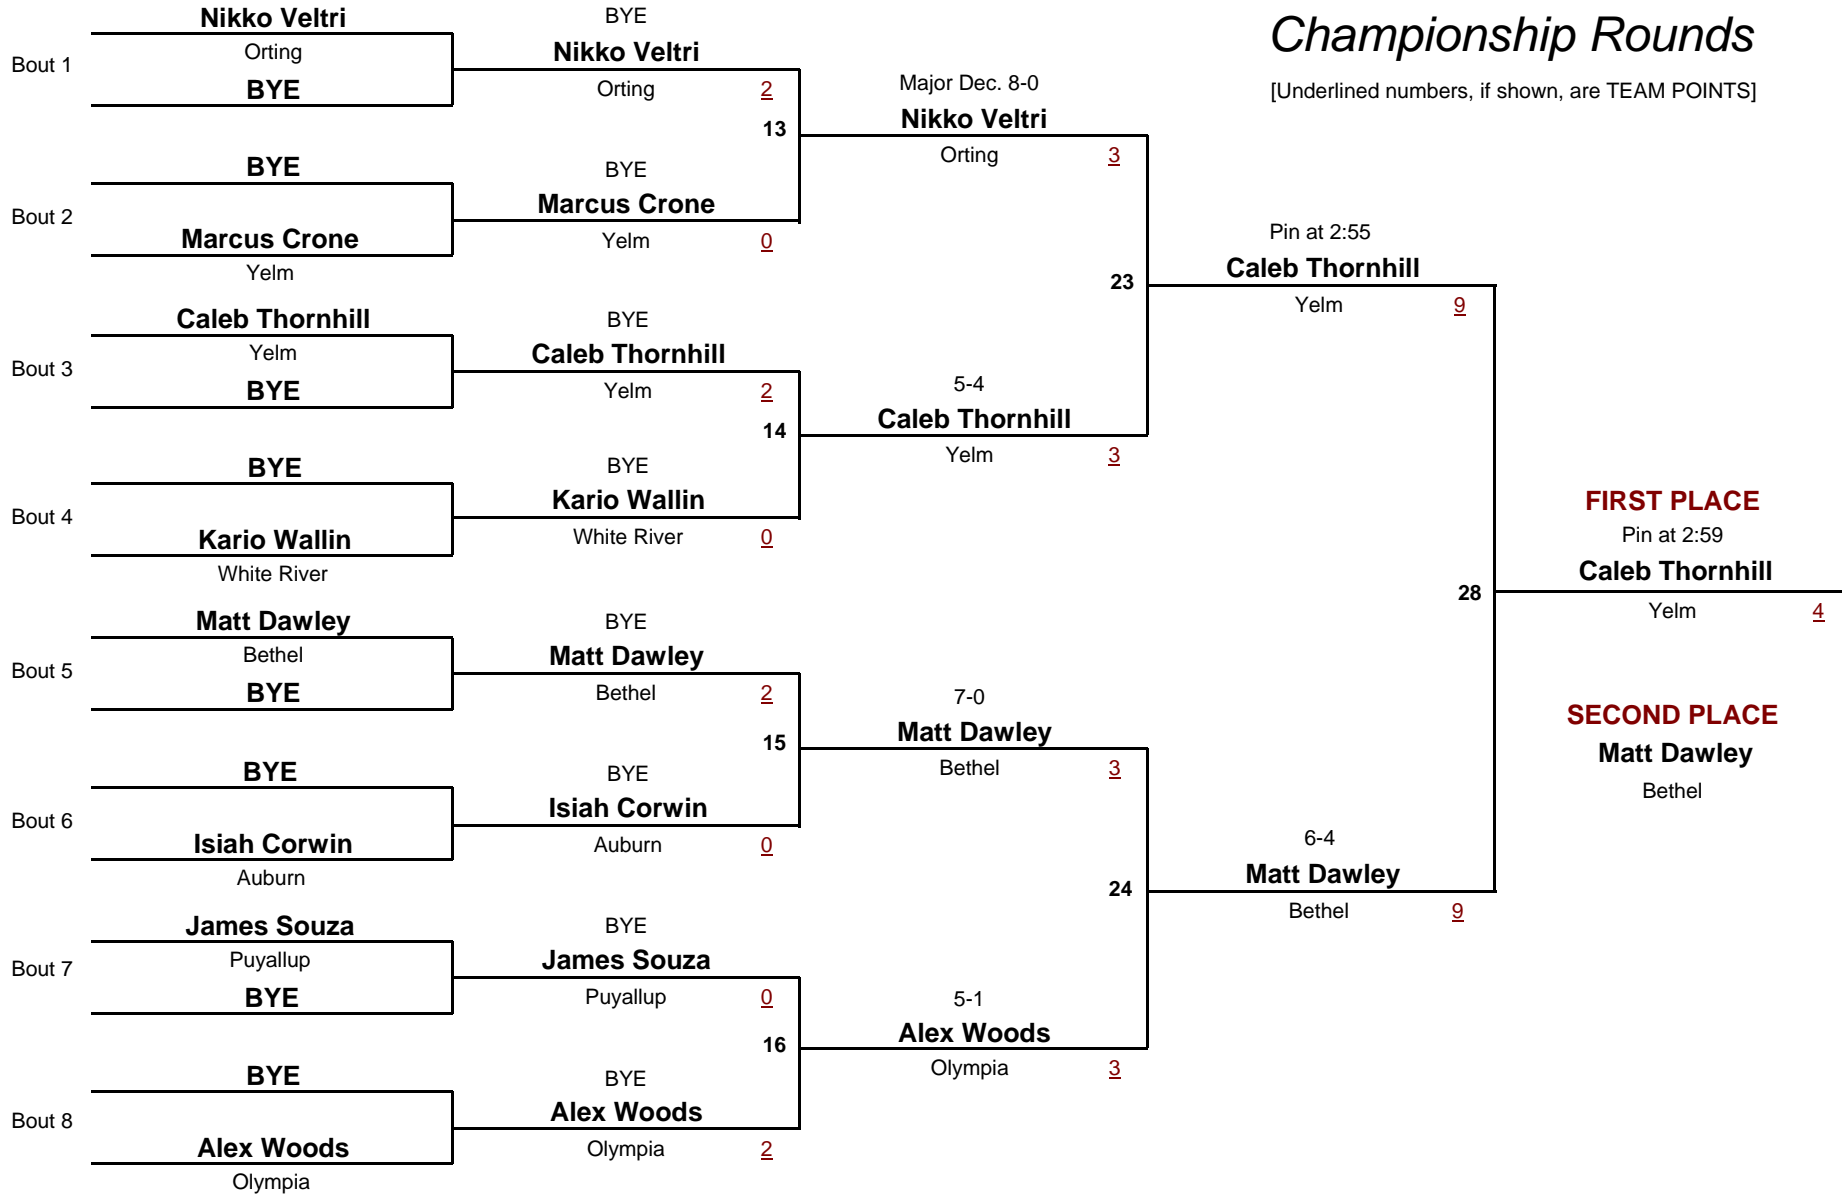 Championship Rounds
[Underlined numbers, if shown, are TEAM POINTS]
Bout 1
Nikko Veltri
Orting
BYE
Bout 2
BYE
Marcus Crone
Yelm
Bout 3
Caleb Thornhill
Yelm
BYE
Bout 4
BYE
Kario Wallin
White River
Bout 5
Matt Dawley
Bethel
BYE
Bout 6
BYE
Isiah Corwin
Auburn
Bout 7
James Souza
Puyallup
BYE
Bout 8
BYE
Alex Woods
Olympia
BYE
Nikko Veltri
Orting 2
13
BYE
Marcus Crone
Yelm 0
BYE
Caleb Thornhill
Yelm 2
14
BYE
Kario Wallin
White River 0
BYE
Matt Dawley
Bethel 2
15
BYE
Isiah Corwin
Auburn 0
BYE
James Souza
Puyallup 0
16
BYE
Alex Woods
Olympia 2
Major Dec. 8-0
Nikko Veltri
Orting 3
23
5-4
Caleb Thornhill
Yelm 3
7-0
Matt Dawley
Bethel 3
24
5-1
Alex Woods
Olympia 3
Pin at 2:55
Caleb Thornhill
Yelm 9
28
6-4
Matt Dawley
Bethel 9
FIRST PLACE
Pin at 2:59
Caleb Thornhill
Yelm 4
SECOND PLACE
Matt Dawley
Bethel